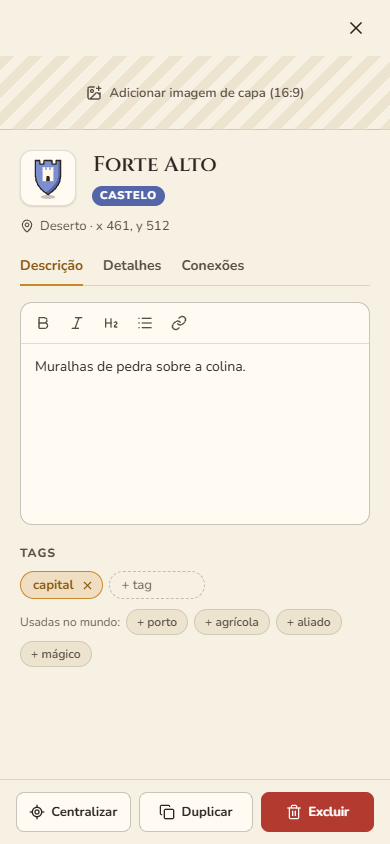 Adicionar imagem de capa (16:9)
Forte Alto
CASTELO
Deserto · x 461, y 512
Descrição Detalhes Conexões
B I H2
Muralhas de pedra sobre a colina.
TAGS
capital × + tag
Usadas no mundo: + porto + agrícola + aliado
+ mágico
Centralizar Duplicar Excluir